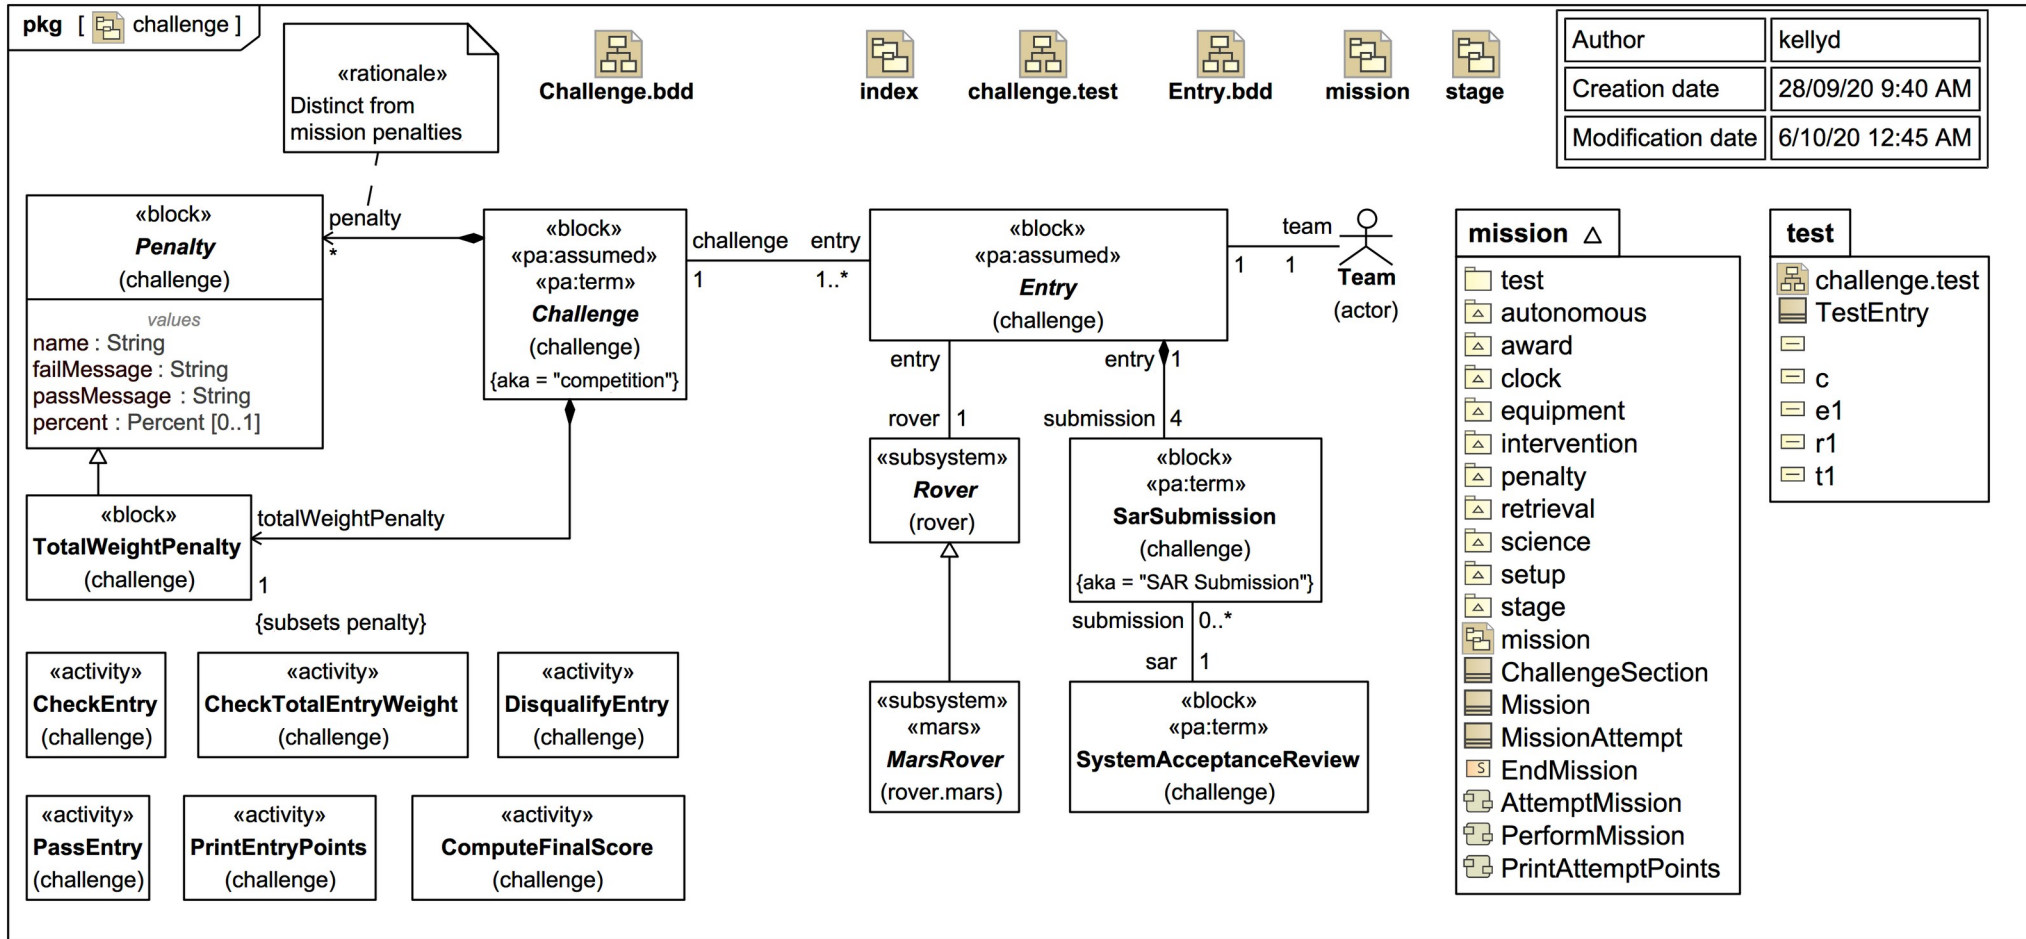 pkg [ challenge ]
«rationale»
Distinct from
mission penalties
Challenge.bdd
index
challenge.test
Entry.bdd
mission
stage
Author kellyd
Creation date 28/09/20 9:40 AM
Modification date 6/10/20 12:45 AM
«block»
Penalty
(challenge)
values
name : String
failMessage : String
passMessage : String
percent : Percent [0..1]
penalty
*
«block»
«pa:assumed»
«pa:term»
Challenge
(challenge)
{aka = "competition"}
challenge entry
1 1..*
«block»
«pa:assumed»
Entry
(challenge)
team
1 1
Team
(actor)
«block»
TotalWeightPenalty
(challenge)
totalWeightPenalty
1
{subsets penalty}
entry
rover 1
«subsystem»
Rover
(rover)
entry 1
submission 4
«block»
«pa:term»
SarSubmission
(challenge)
{aka = "SAR Submission"}
submission 0..*
sar 1
«subsystem»
«mars»
MarsRover
(rover.mars)
«block»
«pa:term»
SystemAcceptanceReview
(challenge)
«activity»
CheckEntry
(challenge)
«activity»
CheckTotalEntryWeight
(challenge)
«activity»
DisqualifyEntry
(challenge)
«activity»
PassEntry
(challenge)
«activity»
PrintEntryPoints
(challenge)
«activity»
ComputeFinalScore
(challenge)
mission
test
autonomous
award
clock
equipment
intervention
penalty
retrieval
science
setup
stage
mission
ChallengeSection
Mission
MissionAttempt
S EndMission
AttemptMission
PerformMission
PrintAttemptPoints
test
challenge.test
TestEntry
c
e1
r1
t1